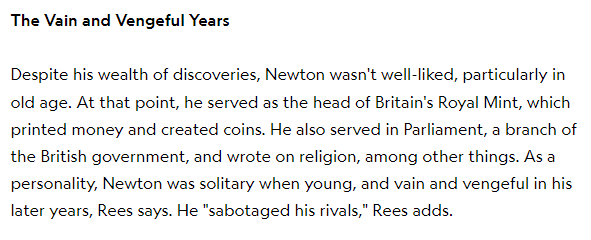 The Vain and Vengeful Years
Despite his wealth of discoveries, Newton wasn't well-liked, particularly in
old age. At that point, he served as the head of Britain's Royal Mint, which
printed money and created coins. He also served in Parliament, a branch of
the British government, and wrote on religion, among other things. As a
personality, Newton was solitary when young, and vain and vengeful in his
later years, Rees says. He "sabotaged his rivals," Rees adds.